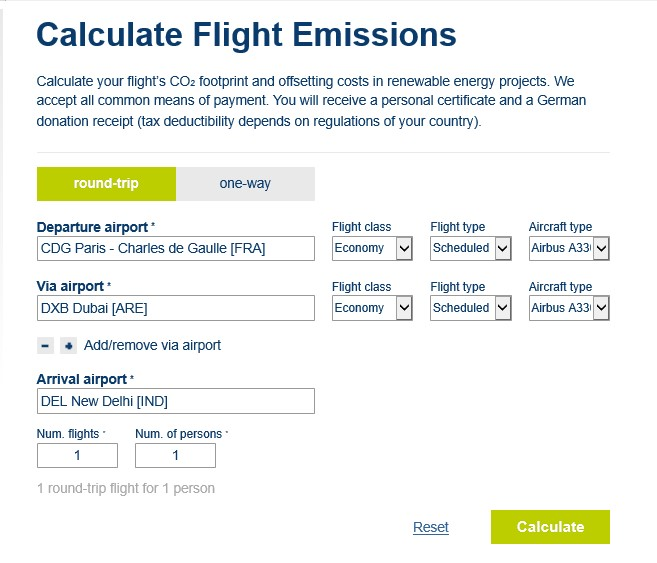 Calculate Flight Emissions
Calculate your flight's CO₂ footprint and offsetting costs in renewable energy projects. We
accept all common means of payment. You will receive a personal certificate and a German
donation receipt (tax deductibility depends on regulations of your country).
round-trip one-way
Departure airport * Flight class Flight type Aircraft type
CDG Paris - Charles de Gaulle [FRA] Economy Scheduled Airbus A33
Via airport * Flight class Flight type Aircraft type
DXB Dubai [ARE] Economy Scheduled Airbus A33
Add/remove via airport
Arrival airport *
DEL New Delhi [IND]
Num. flights * Num. of persons *
1 1
1 round-trip flight for 1 person
Reset Calculate